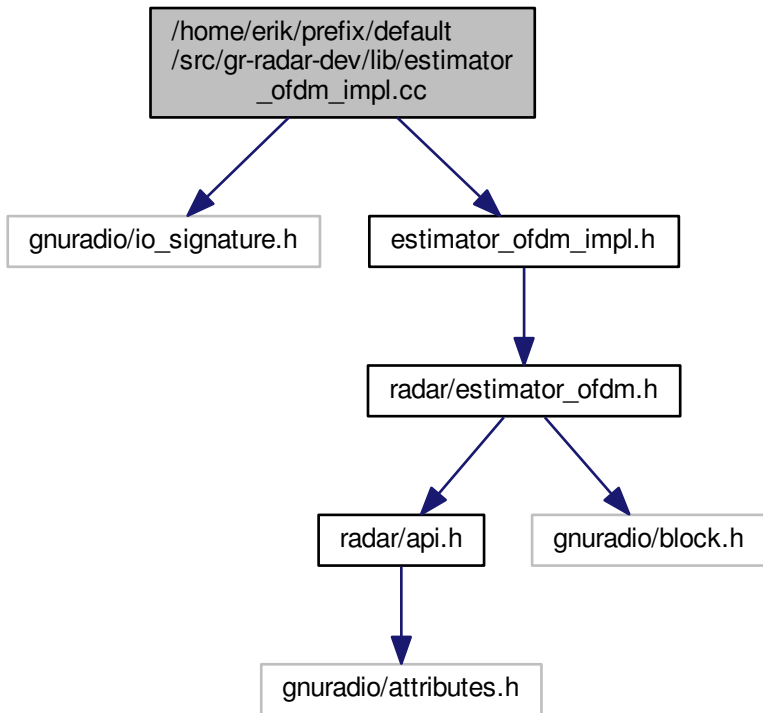 /home/erik/prefix/default
/src/gr-radar-dev/lib/estimator
_ofdm_impl.cc
gnuradio/io_signature.h
estimator_ofdm_impl.h
radar/estimator_ofdm.h
radar/api.h
gnuradio/block.h
gnuradio/attributes.h